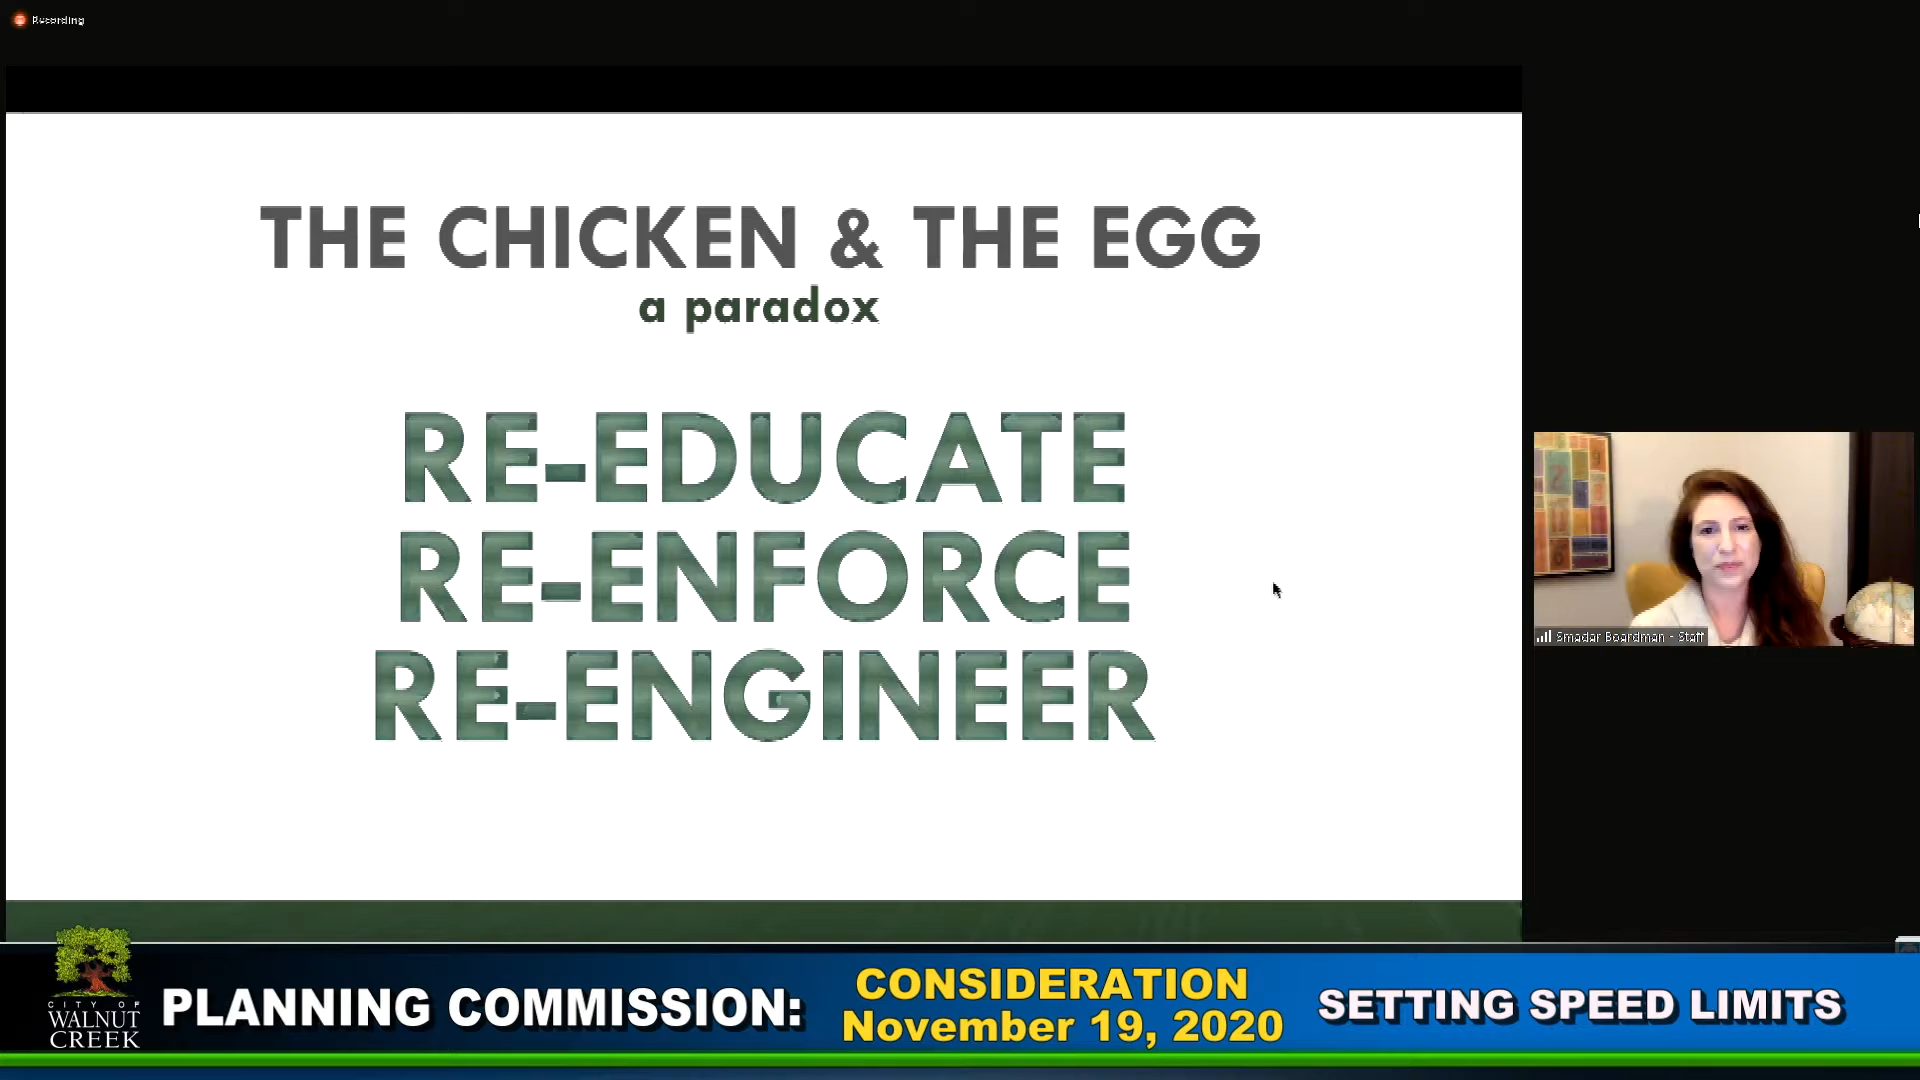 Recording
THE CHICKEN & THE EGG
a paradox
RE-EDUCATE
RE-ENFORCE
RE-ENGINEER
Smadar Boardman - Staff
CITY OF
WALNUT
CREEK
PLANNING COMMISSION:
CONSIDERATION
November 19, 2020
SETTING SPEED LIMITS